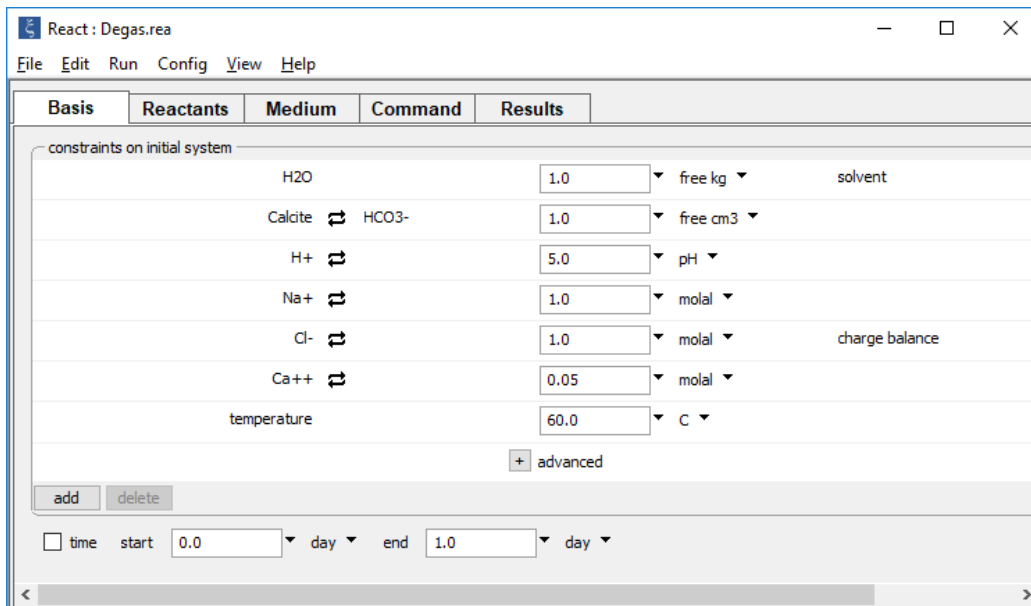 React : Degas.rea
File Edit Run Config View Help
Basis Reactants Medium Command Results
constraints on initial system
H2O 1.0 free kg solvent
Calcite HCO3- 1.0 free cm3
H+ 5.0 pH
Na+ 1.0 molal
Cl- 1.0 molal charge balance
Ca++ 0.05 molal
temperature 60.0 C
+ advanced
add delete
time start 0.0 day end 1.0 day